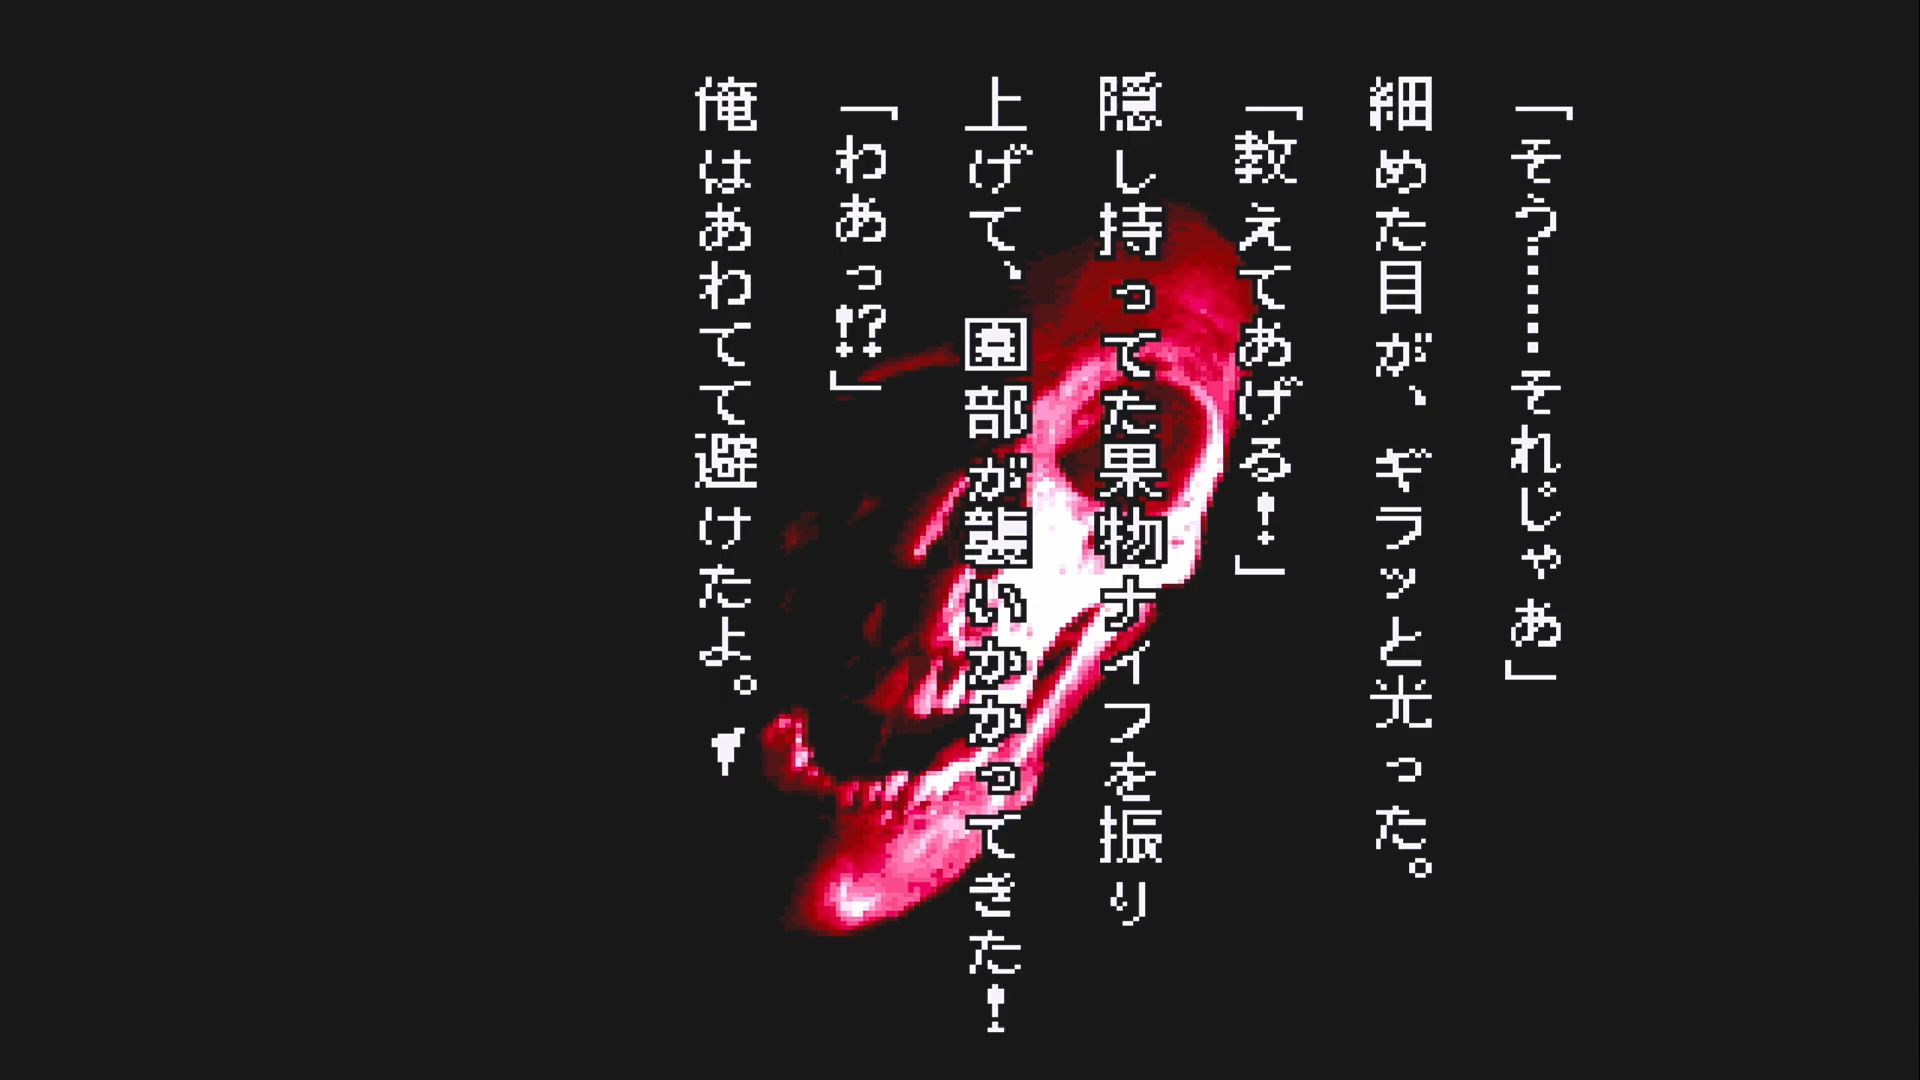 「そう……それじゃあ」
細めた目が、ギラッと光った。
「教えてあげる！」
隠し持ってた果物ナイフを振り
上げて、園部が襲いかかってきた！
「わあっ!?」
俺はあわてて避けたよ。